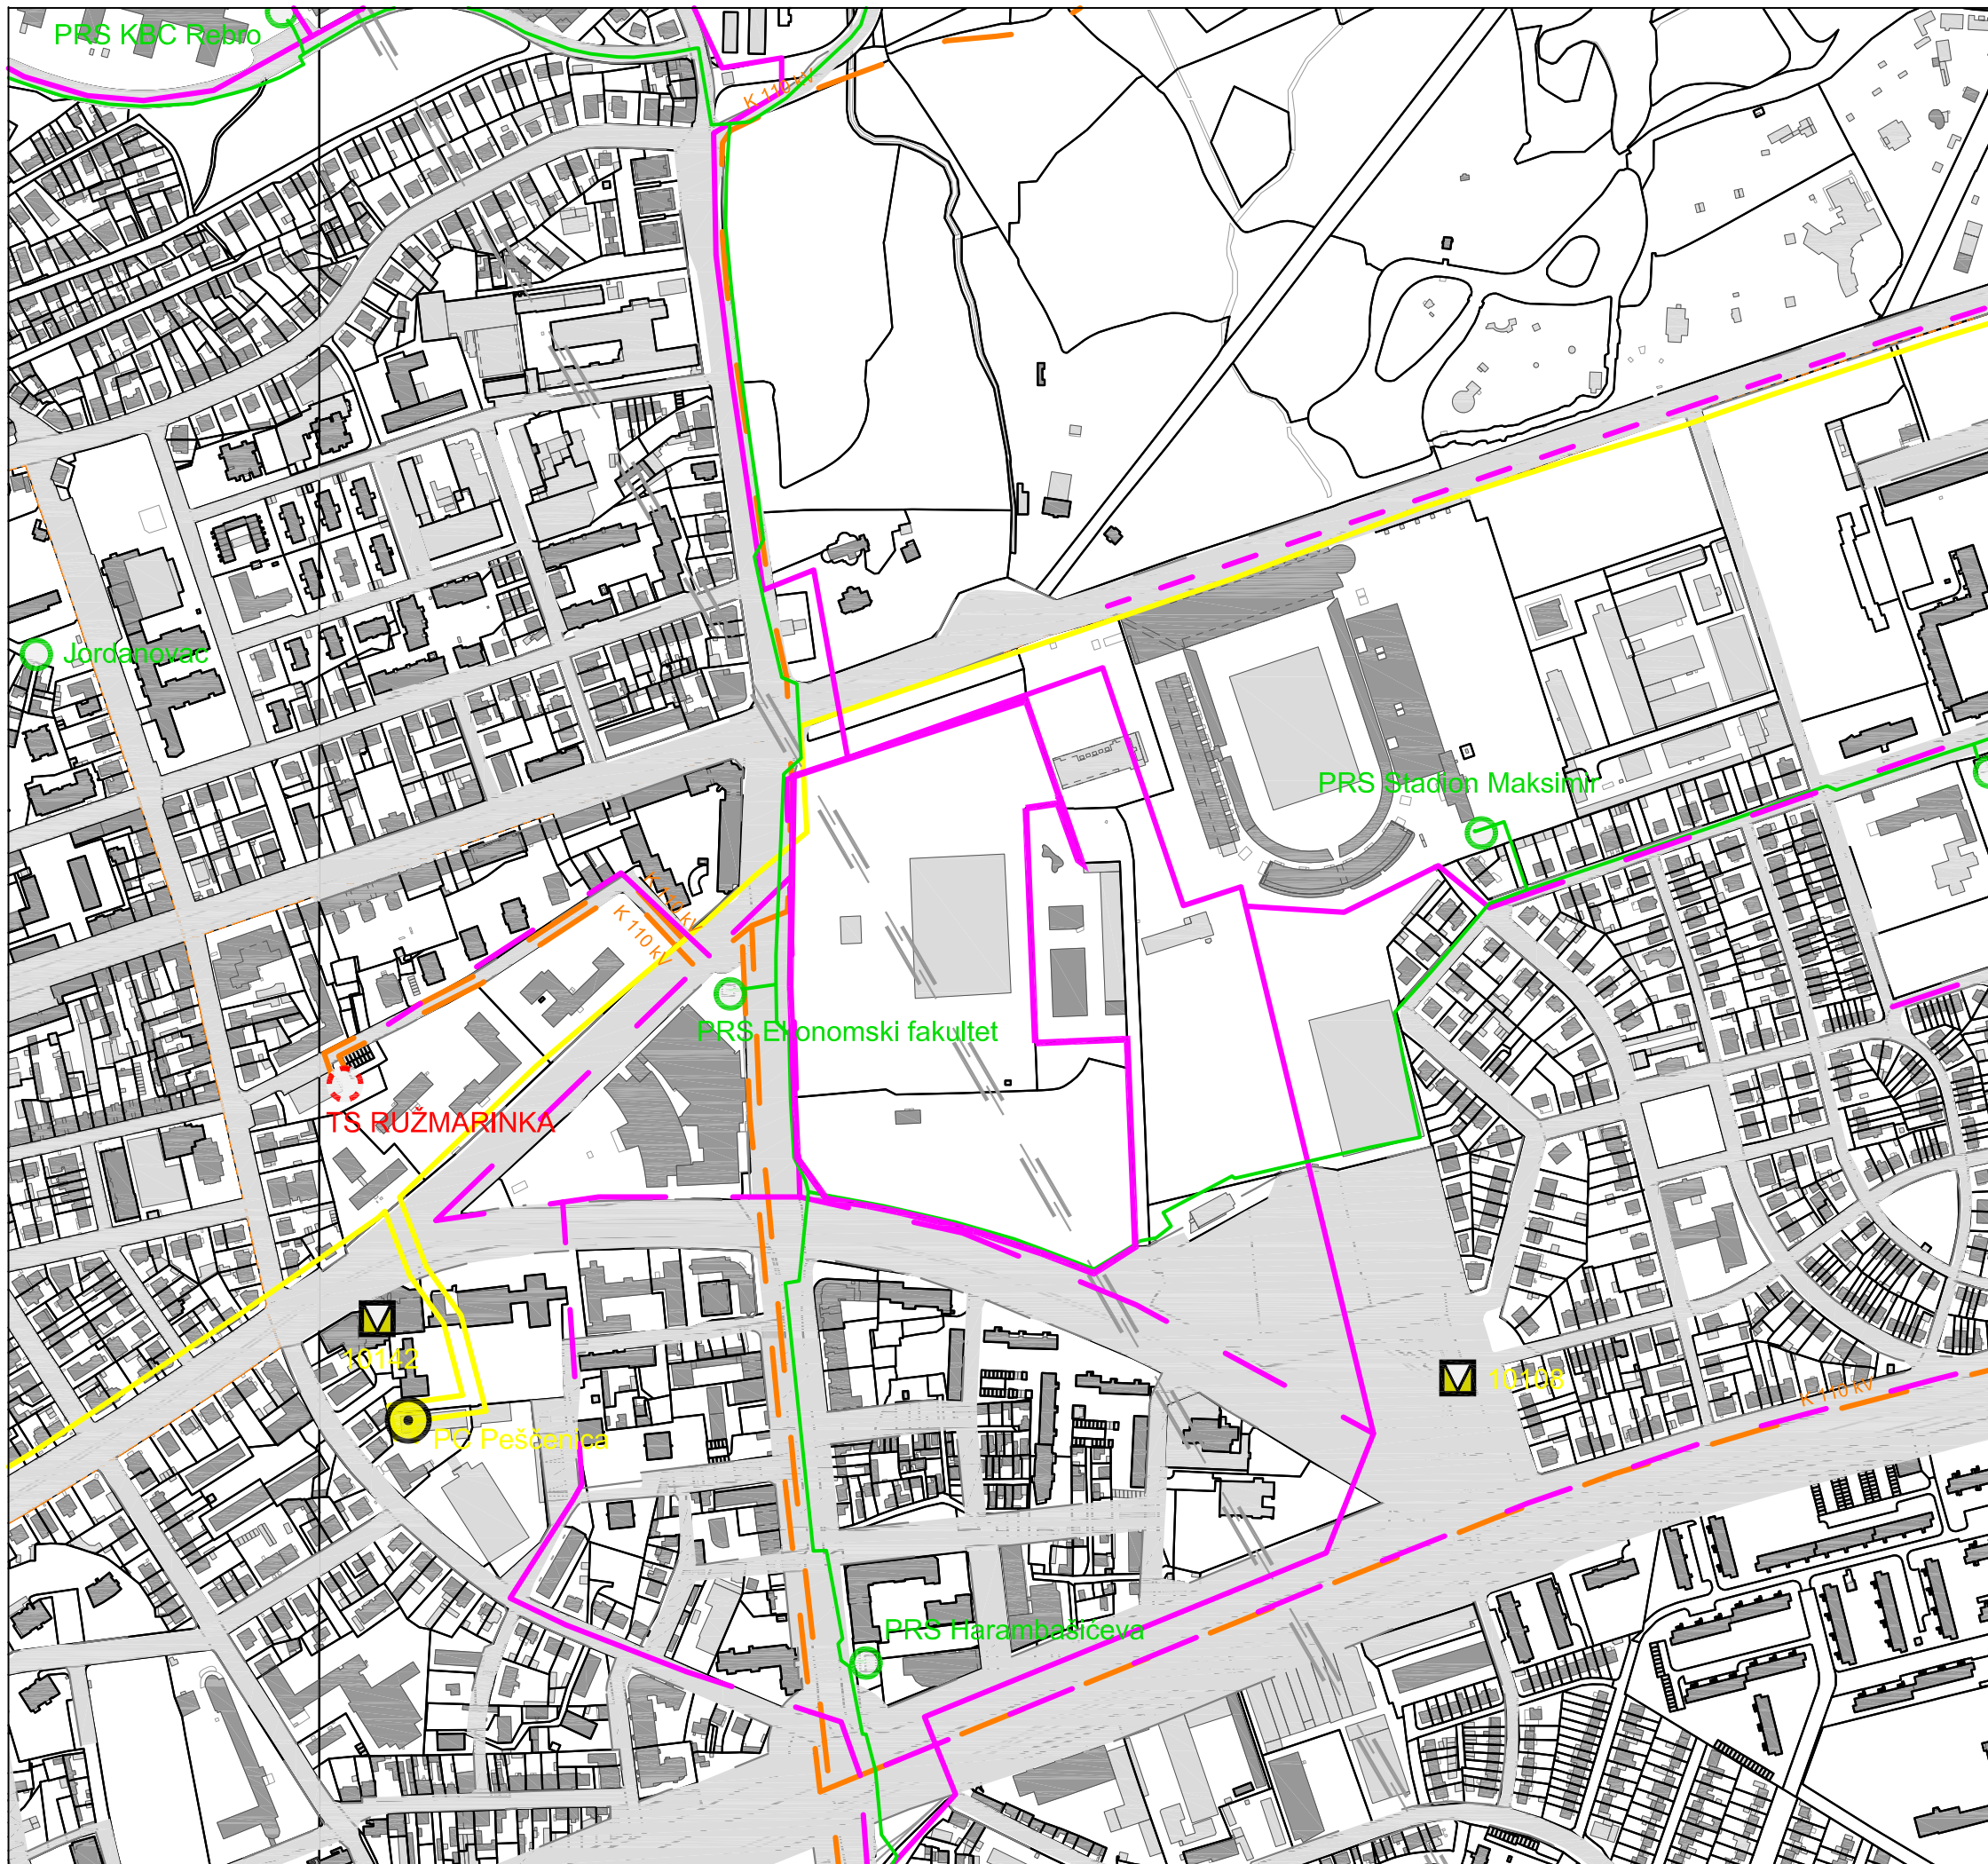 PRS KBC Rebro
K 110 kV
Jordanovac
PRS Stadion Maksimir
K 110 kV
K 110 kV
PRS Ekonomski fakultet
TS RUŽMARINKA
10142
10108
K 110 kV
PC Peščenica
PRS Harambašićeva